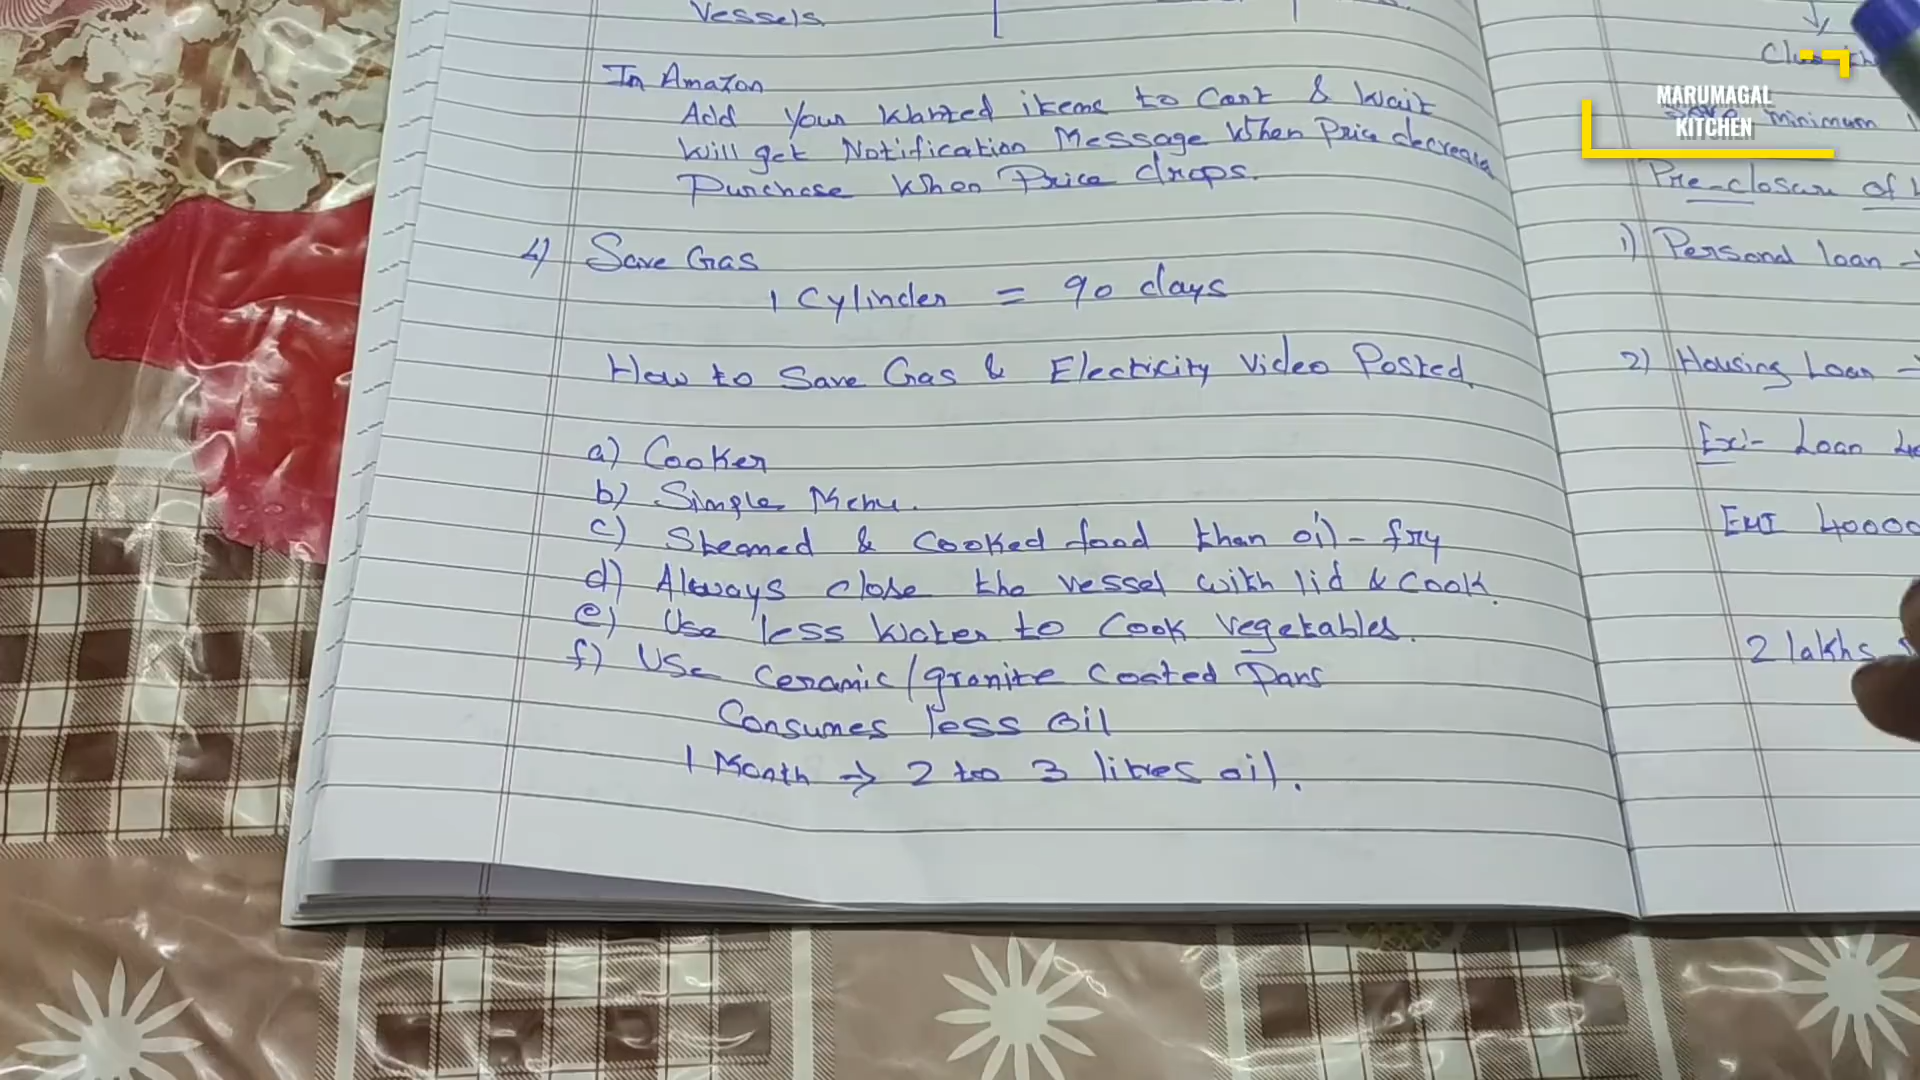 Vessels
In Amazon
Add Your Wanted items to Cart & Wait
Will get Notification Message When Price decrease
Purchase When Price drops.
4) Save Gas
1 Cylinder = 90 days
How to Save Gas & Electricity Video Posted.
a) Cooker
b) Simple Menu.
c) Steamed & Cooked food than oil-fry
d) Always close the vessel with lid & cook.
e) Use less Water to Cook vegetables.
f) Use Ceramic/granite Coated Pans
Consumes less oil
1 Month → 2 to 3 litres oil.
MARUMAGAL
KITCHEN
minimum
Pre-closure of
1) Personal loan →
2) Housing Loan →
Ex:- Loan
EMI 40000
2 lakhs